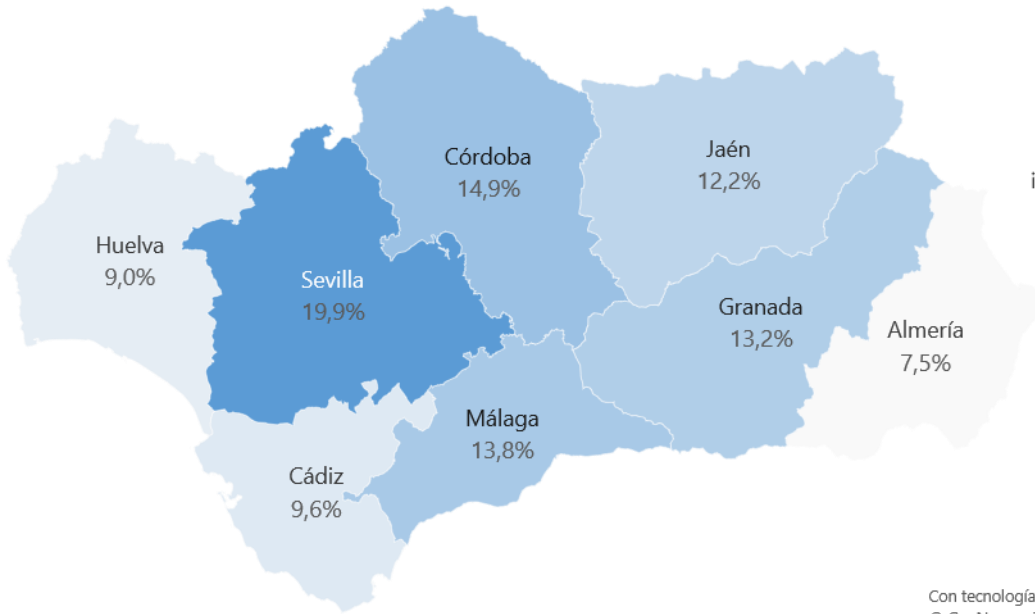 Córdoba
14,9%
Jaén
12,2%
i
Huelva
9,0%
Sevilla
19,9%
Granada
13,2%
Almería
7,5%
Málaga
13,8%
Cádiz
9,6%
Con tecnología